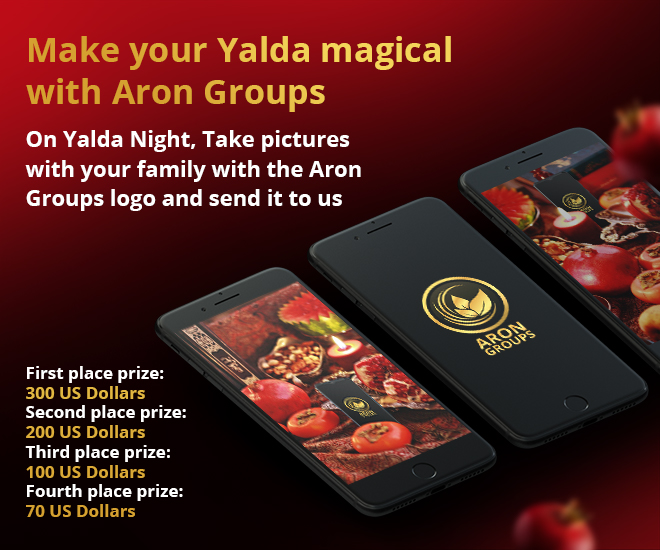 Make your Yalda magical
with Aron Groups
On Yalda Night, Take pictures
with your family with the Aron
Groups logo and send it to us
ARON
GROUPS
First place prize:
300 US Dollars
Second place prize:
200 US Dollars
Third place prize:
100 US Dollars
Fourth place prize:
70 US Dollars